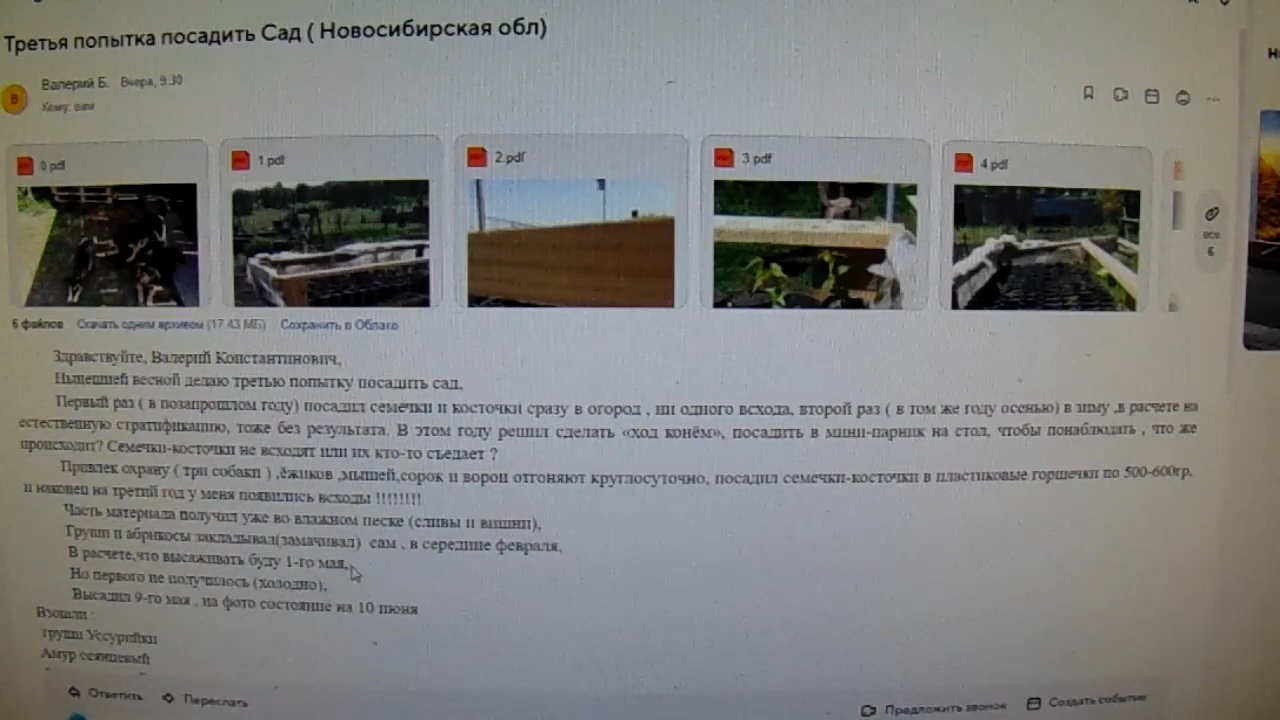 Третья попытка посадить Сад ( Новосибирская обл)
В
Валерий Б. Вчера, 9:30
Кому: вам
0.pdf
1.pdf
2.pdf
3.pdf
4.pdf
все
6
6 файлов Скачать одним архивом (17.43 МБ) Сохранить в Облако
Здравствуйте, Валерий Константинович,
Нынешней весной делаю третью попытку посадить сад,
Первый раз ( в позапрошлом году) посадил семечки и косточки сразу в огород , ни одного всхода, второй раз ( в том же году осенью) в зиму ,в расчете на
естественную стратификацию, тоже без результата. В этом году решил сделать «ход конём», посадить в мини-парник на стол, чтобы понаблюдать , что же
происходит? Семечки-косточки не всходят или их кто-то съедает ?
Привлек охрану ( три собаки ) ,ёжиков ,мышей,сорок и ворон отгоняют круглосуточно, посадил семечки-косточки в пластиковые горшечки по 500-600гр,
и наконец на третий год у меня появились всходы !!!!!!!!
Часть материала получил уже во влажном песке (сливы и вишни),
Груши и абрикосы закладывал(замачивал) сам , в середине февраля,
В расчете,что высаживать буду 1-го мая,
Но первого не получилось (холодно),
Высадил 9-го мая , на фото состояние на 10 июня
Взошли :
груши Уссурийки
Амур сеянцевый
Ответить Переслать
Предложить звонок Создать событие